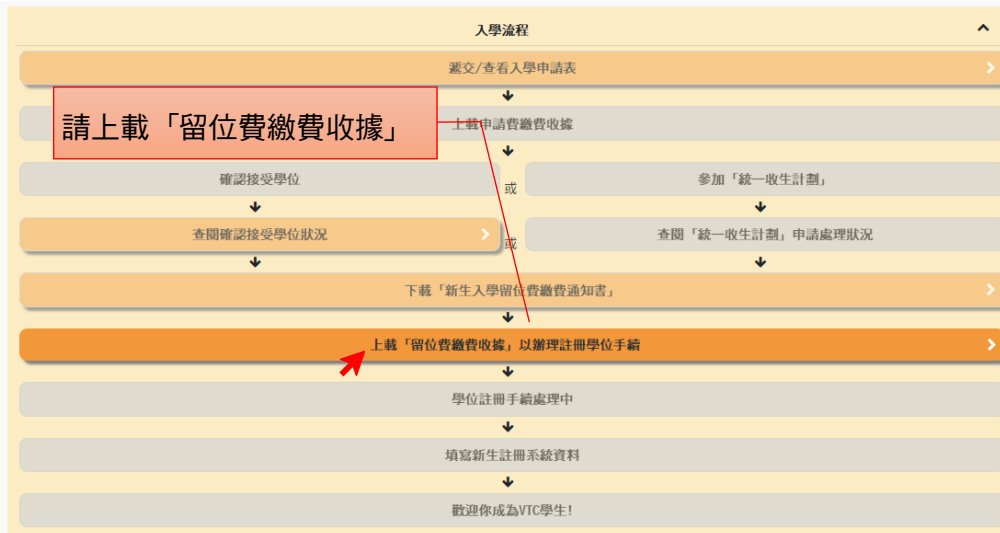 入學流程
遞交/查看入學申請表
請上載「留位費繳費收據」
上載申請費繳費收據
確認接受學位
或
參加「統一收生計劃」
查閱確認接受學位狀況
或
查閱「統一收生計劃」申請處理狀況
下載「新生入學留位費繳費通知書」
上載「留位費繳費收據」以辦理註冊學位手續
學位註冊手續處理中
填寫新生註冊系統資料
歡迎你成為VTC學生!